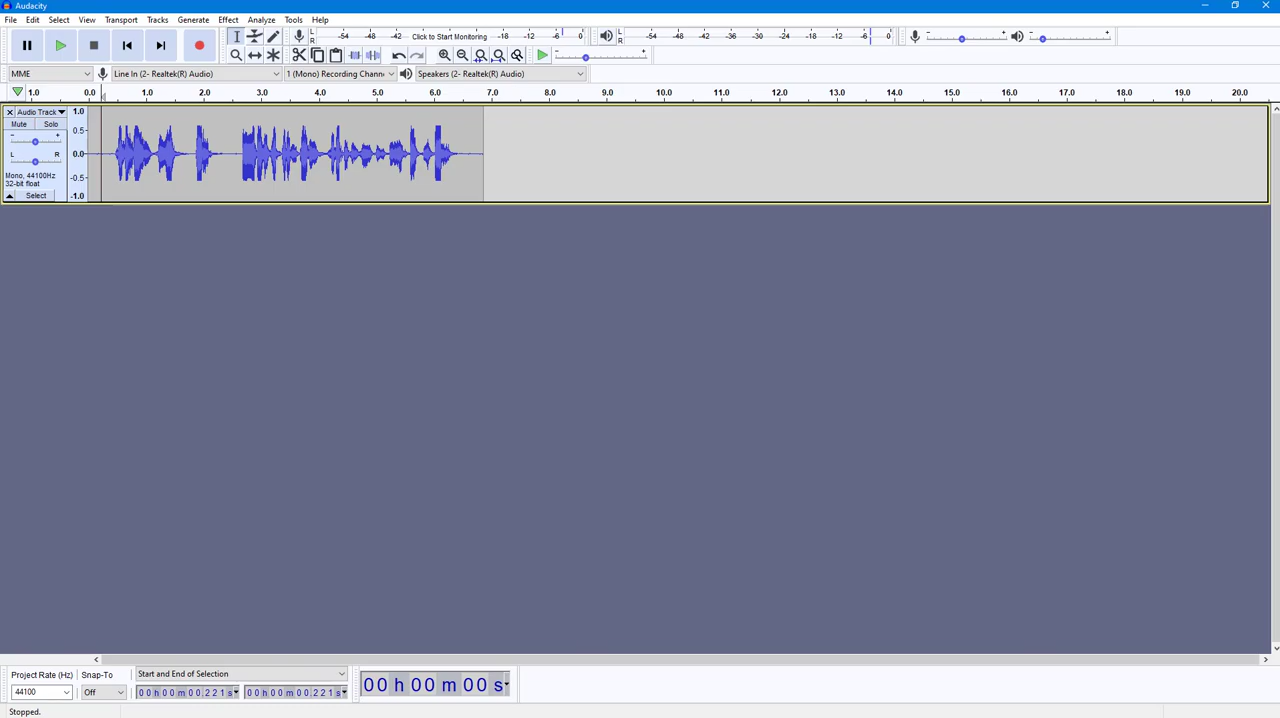 Audacity
File Edit Select View Transport Tracks Generate Effect Analyze Tools Help
L
R
-54 -48 -42 Click to Start Monitoring -18 -12 -6 0
L
R
-54 -48 -42 -36 -30 -24 -18 -12 -6 0
- +
- +
- +
MME
Line In (2- Realtek(R) Audio)
1 (Mono) Recording Chann
Speakers (2- Realtek(R) Audio)
1.0 0.0 1.0 2.0 3.0 4.0 5.0 6.0 7.0 8.0 9.0 10.0 11.0 12.0 13.0 14.0 15.0 16.0 17.0 18.0 19.0 20.0
Audio Track
Mute Solo
- +
L R
Mono, 44100Hz
32-bit float
Select
1.0
0.5
0.0
-0.5
-1.0
Project Rate (Hz) Snap-To Start and End of Selection
44100 Off 00 h 00 m 00.221 s 00 h 00 m 00.221 s
00 h 00 m 00 s
Stopped.